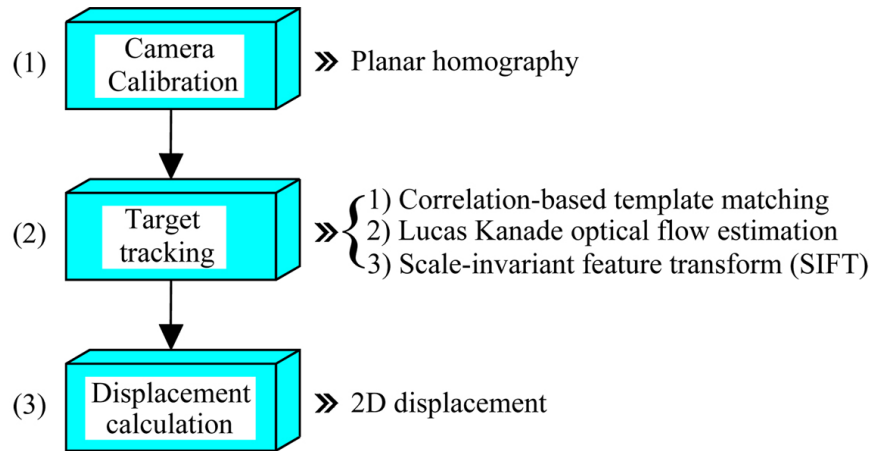 (1)
Camera
Calibration
» Planar homography
(2)
Target
tracking
» 1) Correlation-based template matching
2) Lucas Kanade optical flow estimation
3) Scale-invariant feature transform (SIFT)
(3)
Displacement
calculation
» 2D displacement